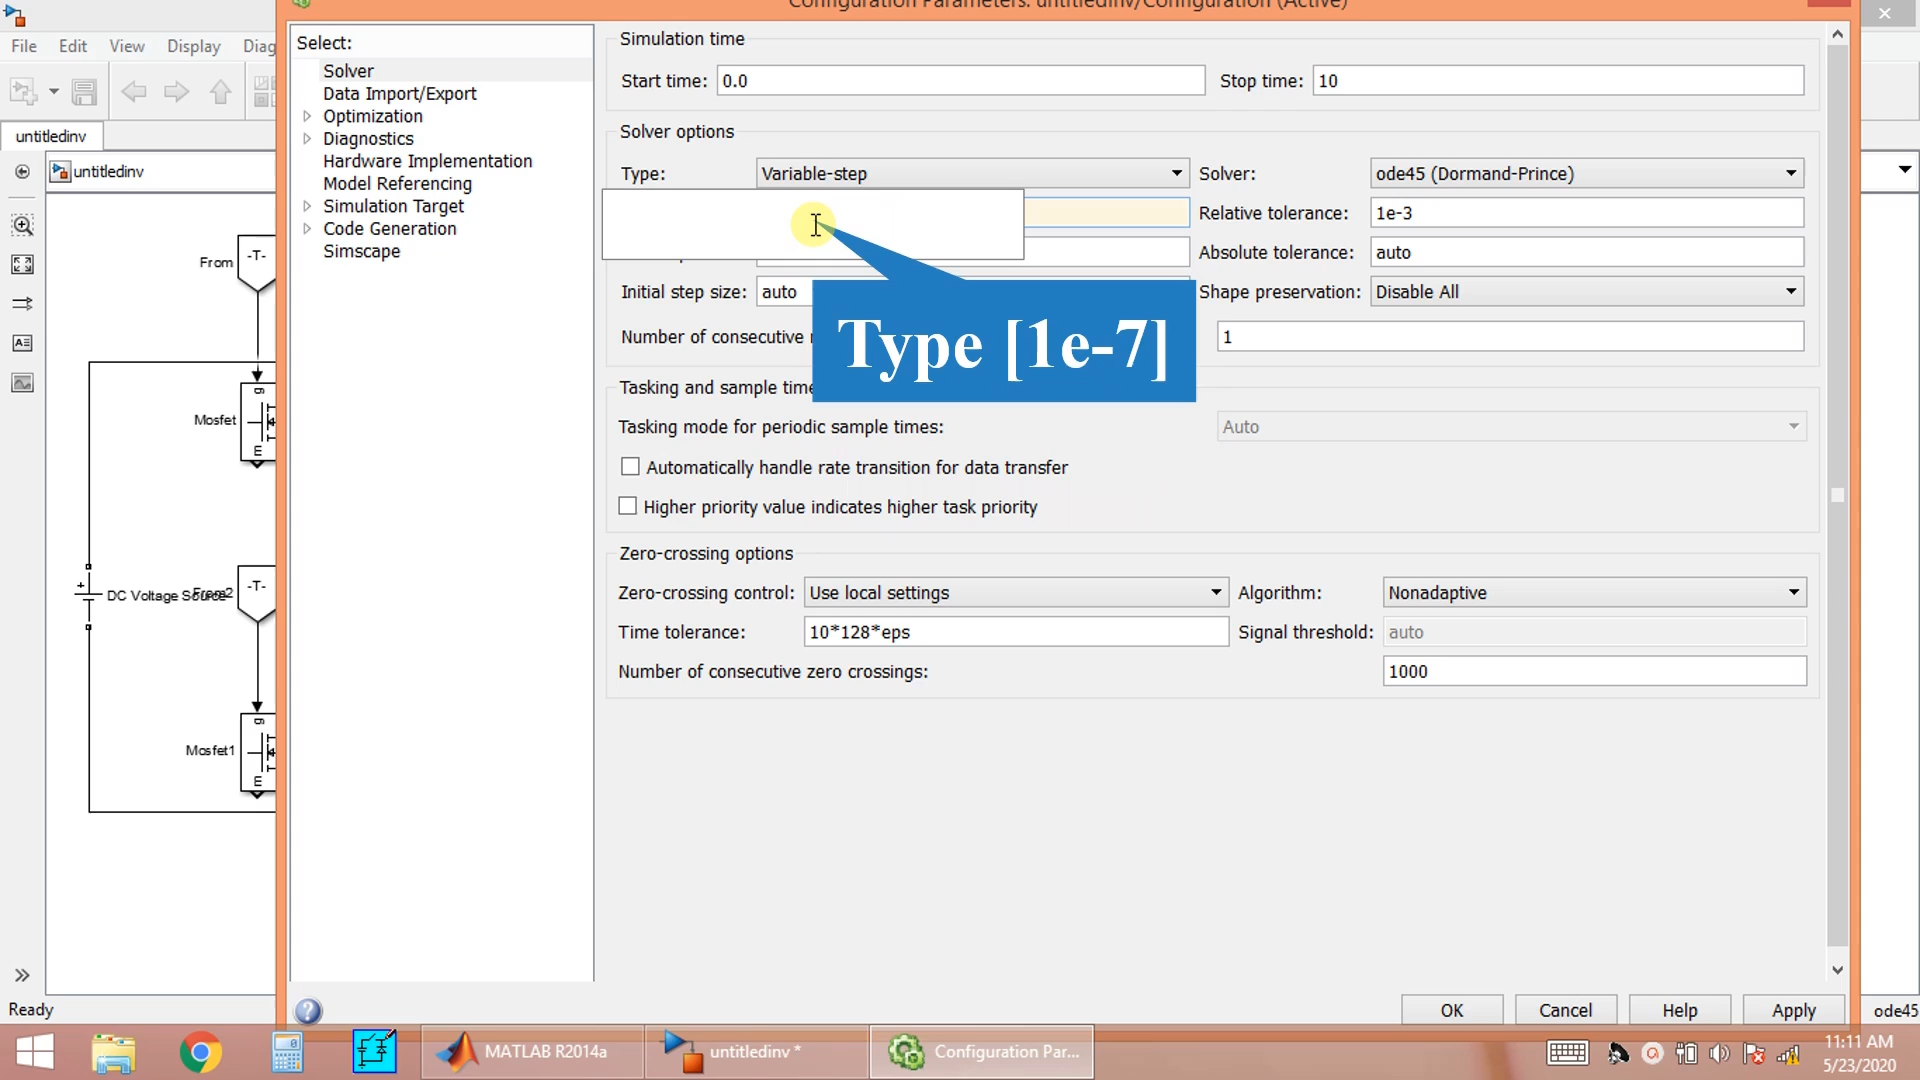 Configuration Parameters: untitledinv/Configuration (Active)
File Edit View Display Diag
untitledinv
untitledinv
Select:
Solver
Data Import/Export
Optimization
Diagnostics
Hardware Implementation
Model Referencing
Simulation Target
Code Generation
Simscape
Simulation time
Start time: 0.0 Stop time: 10
Solver options
Type: Variable-step Solver: ode45 (Dormand-Prince)
Relative tolerance: 1e-3
Absolute tolerance: auto
Initial step size: auto Shape preservation: Disable All
Number of consecutive 1
Type [1e-7]
Tasking and sample time
Tasking mode for periodic sample times: Auto
Automatically handle rate transition for data transfer
Higher priority value indicates higher task priority
Zero-crossing options
Zero-crossing control: Use local settings Algorithm: Nonadaptive
Time tolerance: 10*128*eps Signal threshold: auto
Number of consecutive zero crossings: 1000
From -T-
g
Mosfet
m
+
DC Voltage Source
From2 -T-
g
Mosfet1
m
OK Cancel Help Apply
Ready ode45
MATLAB R2014a untitledinv * Configuration Par...
11:11 AM
5/23/2020